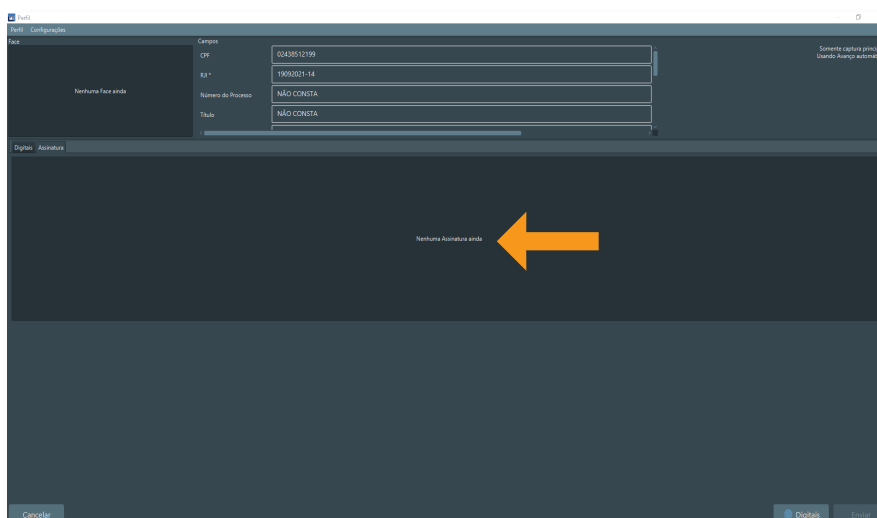 Perfil
Perfil Configurações
Face
Campos
Nenhuma Face ainda
CPF 02438512199
RJI * 19092021-14
Número do Processo NÃO CONSTA
Título NÃO CONSTA
Somente captura princi
Usando Avanço automát
Digitais Assinatura
Nenhuma Assinatura ainda
Cancelar
Digitais
Enviar